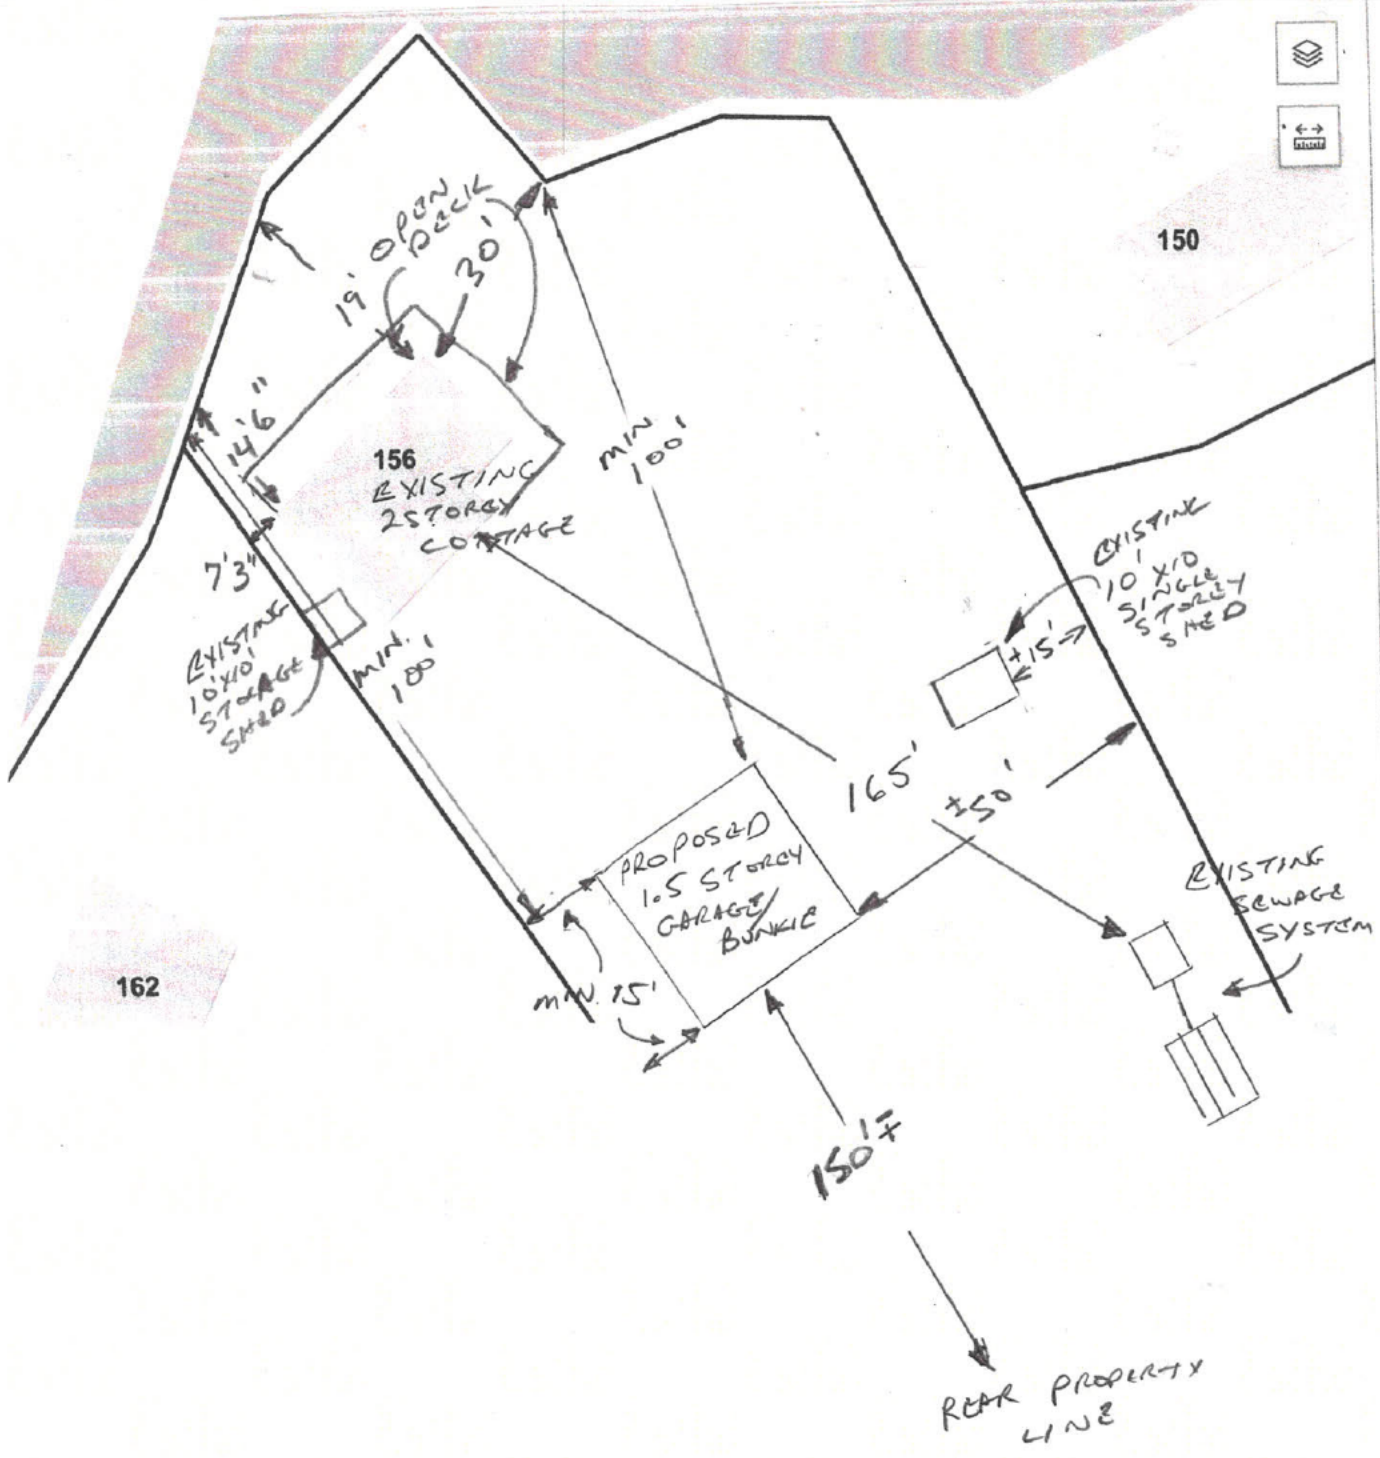 150
OPEN
DECK
19'
30'
14'6"
156
EXISTING
2 STOREY
COTTAGE
MIN
100'
7'3"
EXISTING
10'X10'
STORAGE
SHED
MIN.
100'
EXISTING
10'X10
SINGLE
STOREY
SHED
+15'
165'
±50'
PROPOSED
1.5 STOREY
GARAGE/
BUNKIE
EXISTING
SEWAGE
SYSTEM
162
MIN. 15'
150'∓
REAR PROPERTY
LINE